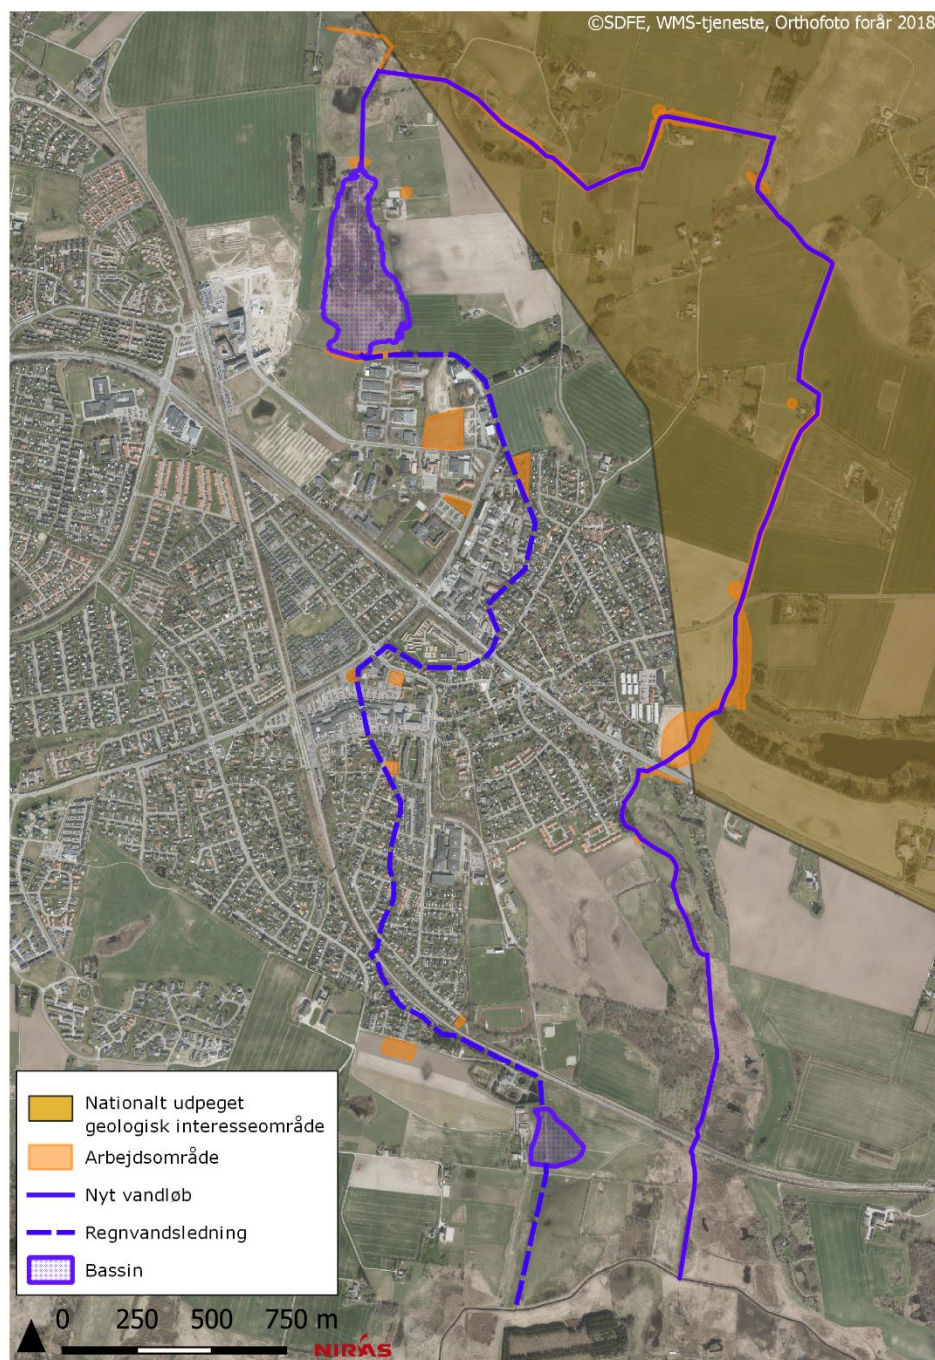 ©SDFE, WMS-tjeneste, Orthofoto forår 2018
Nationalt udpeget
geologisk interesseområde
Arbejdsområde
Nyt vandløb
Regnvandsledning
Bassin
0 250 500 750 m
NIRÁS